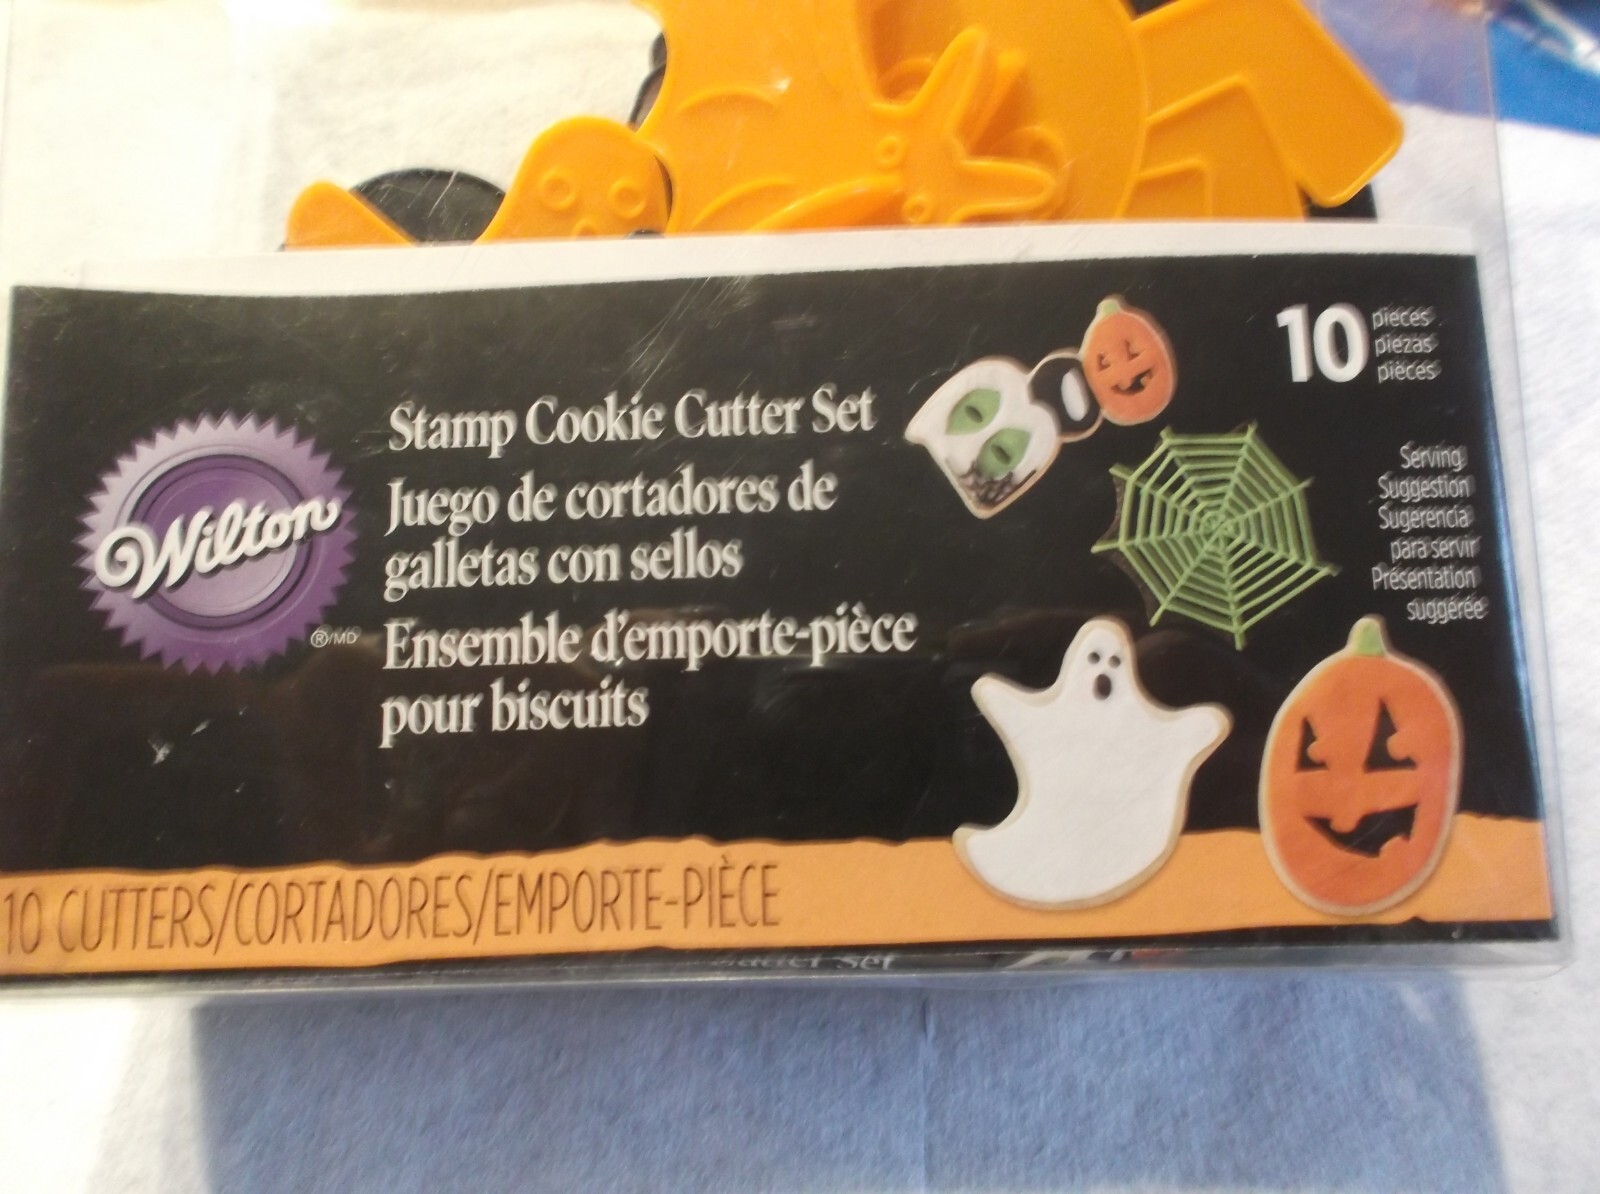 Wilton
®/MD
Stamp Cookie Cutter Set
Juego de cortadores de
galletas con sellos
Ensemble d'emporte-pièce
pour biscuits
10
pieces
piezas
pièces
Serving
Suggestion
Sugerencia
para servir
Présentation
suggérée
10 CUTTERS/CORTADORES/EMPORTE-PIÈCE
Set